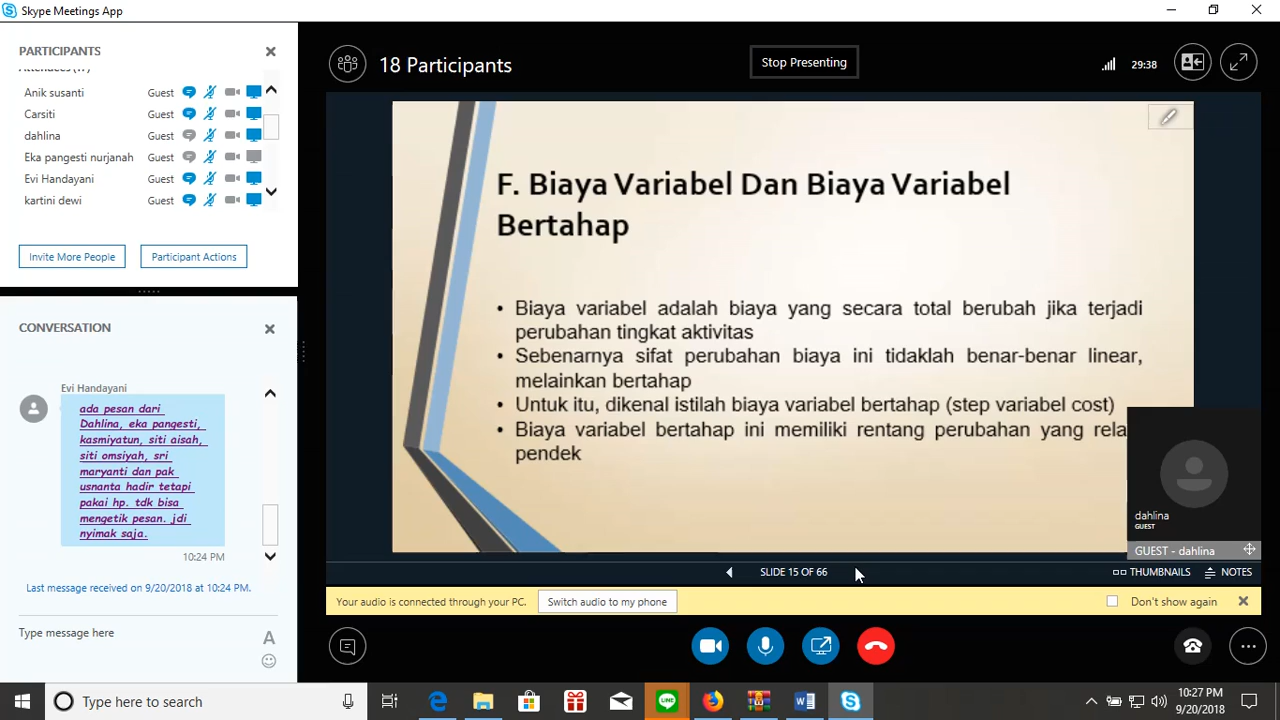 Skype Meetings App
PARTICIPANTS
Anik susanti Guest
Carsiti Guest
dahlina Guest
Eka pangesti nurjanah Guest
Evi Handayani Guest
kartini dewi Guest
Invite More People Participant Actions
CONVERSATION
Evi Handayani
ada pesan dari
Dahlina, eka pangesti,
kasmiyatun, siti aisah,
siti omsiyah, sri
maryanti dan pak
usnanta hadir tetapi
pakai hp. tdk bisa
mengetik pesan. jdi
nyimak saja.
10:24 PM
Last message received on 9/20/2018 at 10:24 PM.
Type message here
A
18 Participants
Stop Presenting
29:38
F. Biaya Variabel Dan Biaya Variabel
Bertahap
• Biaya variabel adalah biaya yang secara total berubah jika terjadi
perubahan tingkat aktivitas
• Sebenarnya sifat perubahan biaya ini tidaklah benar-benar linear,
melainkan bertahap
• Untuk itu, dikenal istilah biaya variabel bertahap (step variabel cost)
• Biaya variabel bertahap ini memiliki rentang perubahan yang rela
pendek
dahlina
GUEST
GUEST - dahlina
SLIDE 15 OF 66
THUMBNAILS
NOTES
Your audio is connected through your PC. Switch audio to my phone
Don't show again
Type here to search
LINE
10:27 PM
9/20/2018